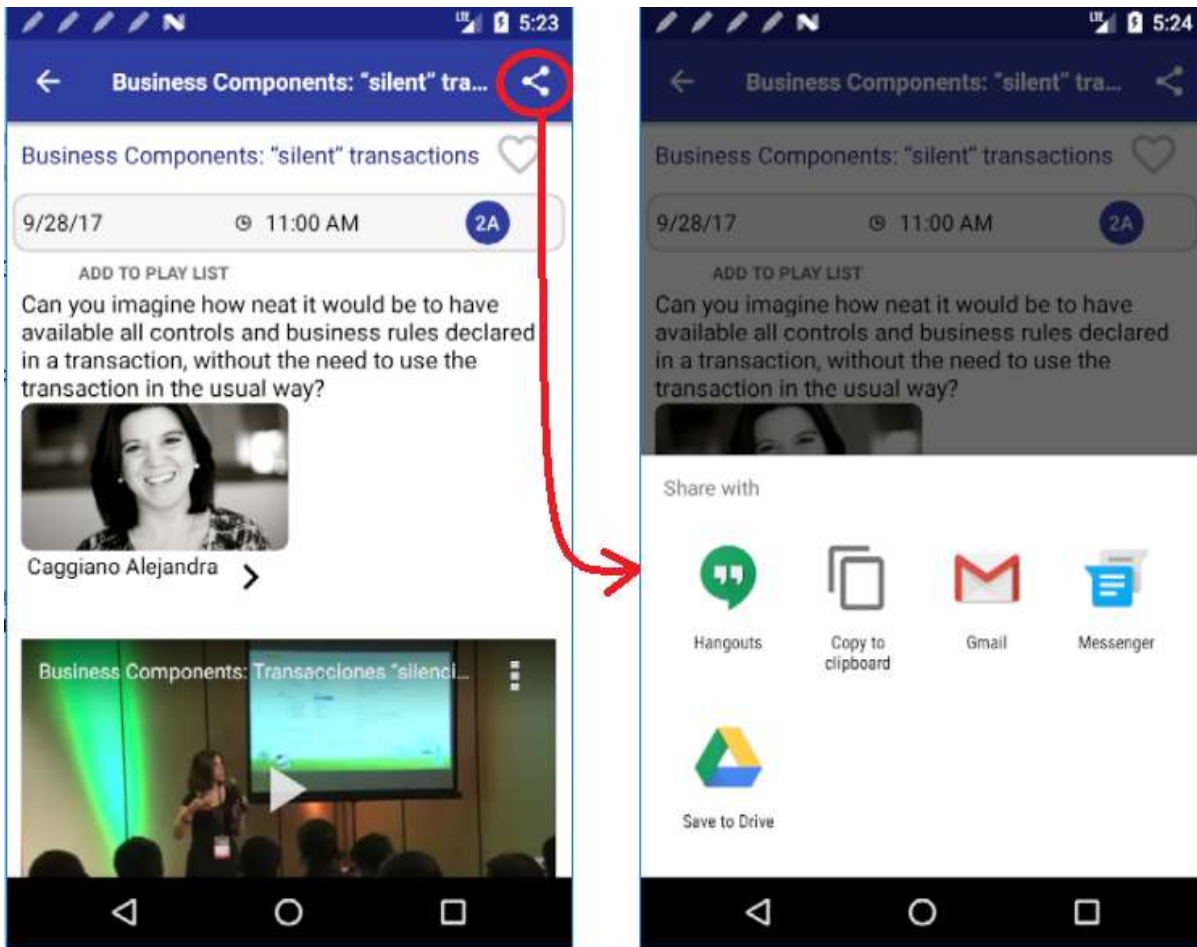 LTE 5:23
Business Components: “silent” tra...
Business Components: “silent” transactions
9/28/17 11:00 AM 2A
ADD TO PLAY LIST
Can you imagine how neat it would be to have
available all controls and business rules declared
in a transaction, without the need to use the
transaction in the usual way?
Caggiano Alejandra
Business Components: Transacciones “silenci...
LTE 5:24
Business Components: “silent” tra...
Business Components: “silent” transactions
9/28/17 11:00 AM 2A
ADD TO PLAY LIST
Can you imagine how neat it would be to have
available all controls and business rules declared
in a transaction, without the need to use the
transaction in the usual way?
Share with
Hangouts
Copy to
clipboard
Gmail
Messenger
Save to Drive